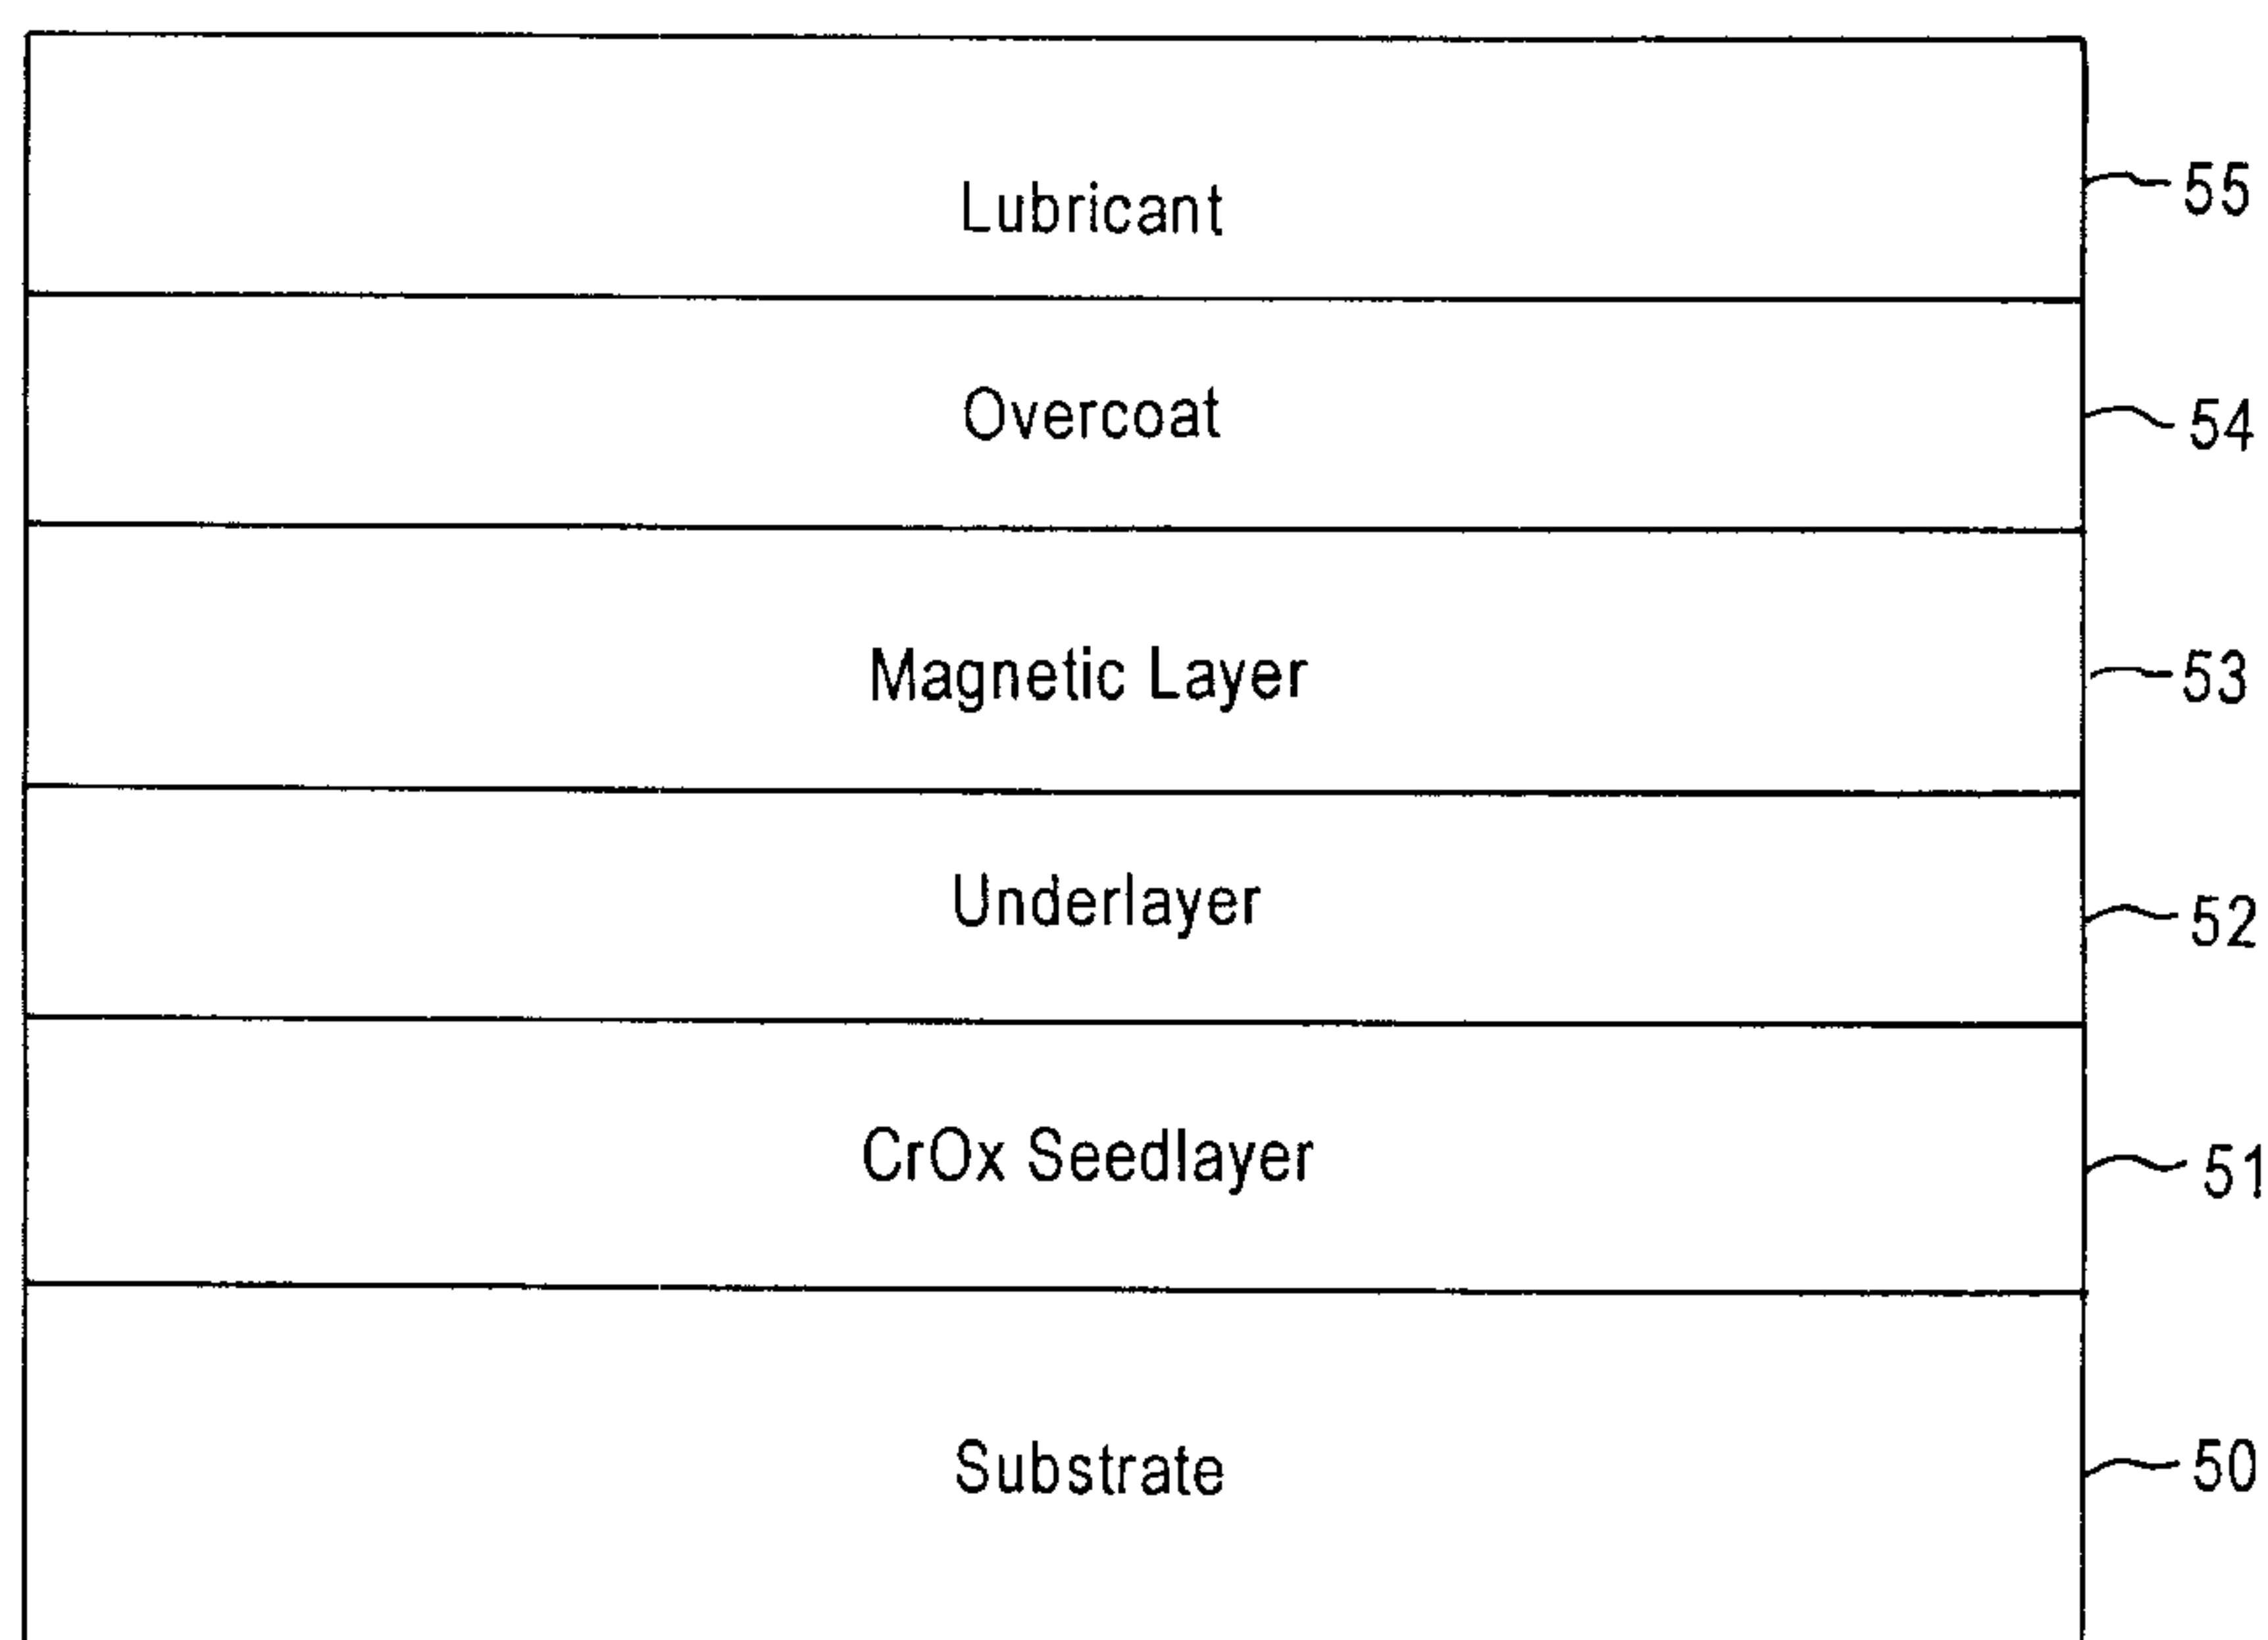 Lubricant 55
Overcoat 54
Magnetic Layer 53
Underlayer 52
CrOx Seedlayer 51
Substrate 50